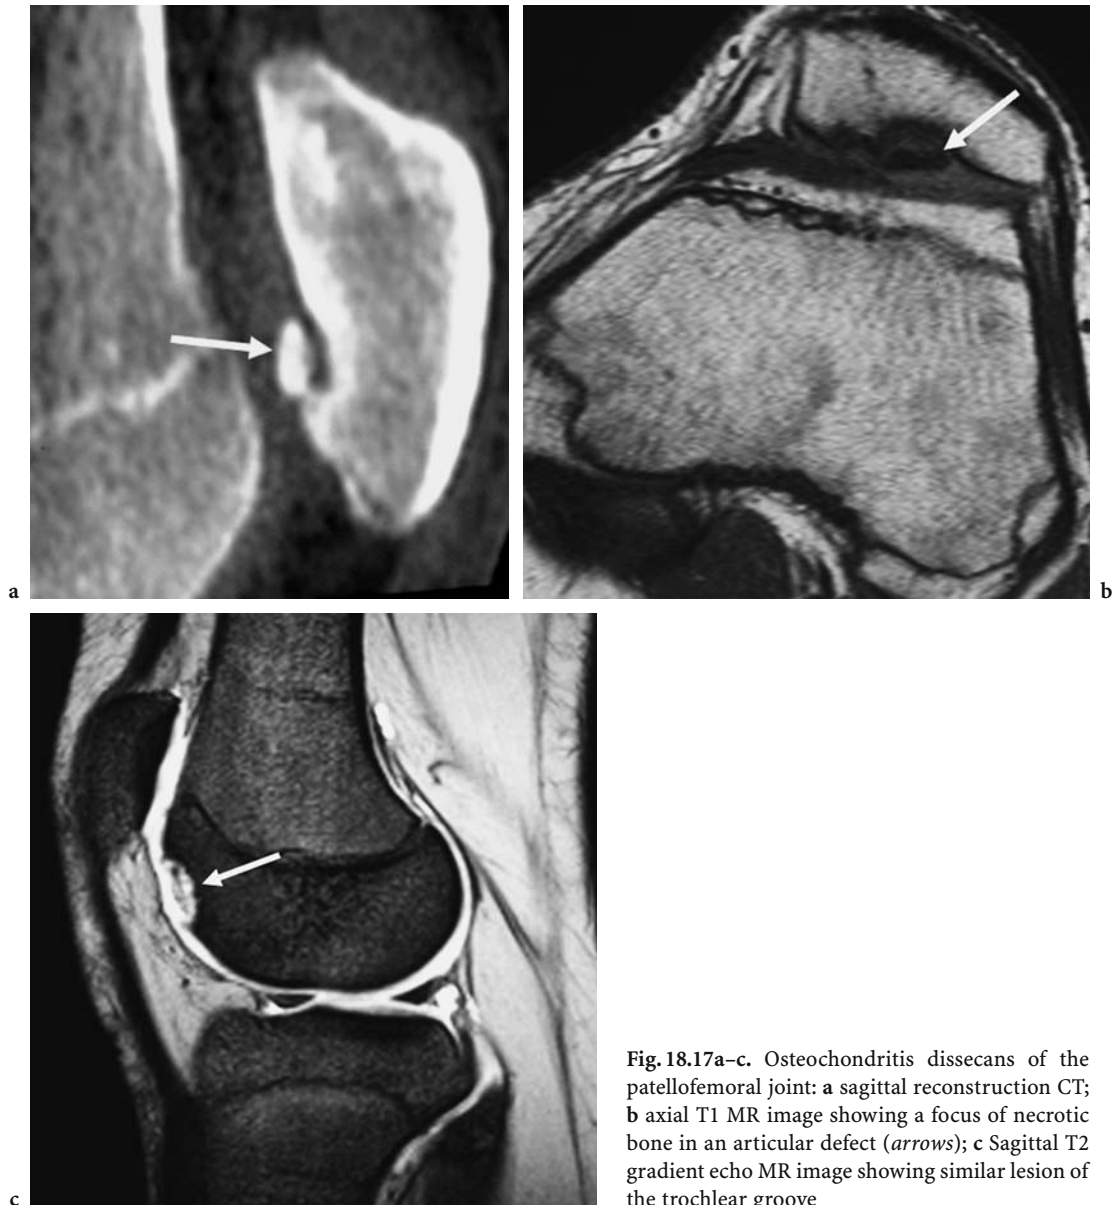 a
b
c
Fig. 18.17a–c. Osteochondritis dissecans of the
patellofemoral joint: a sagittal reconstruction CT;
b axial T1 MR image showing a focus of necrotic
bone in an articular defect (arrows); c Sagittal T2
gradient echo MR image showing similar lesion of
the trochlear groove